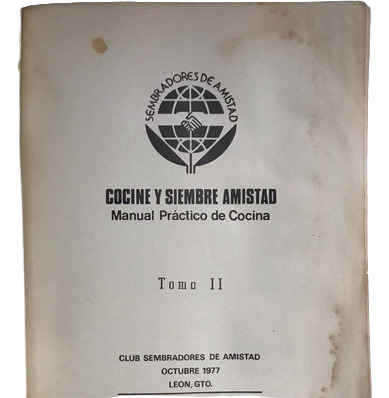 SEMBRADORES DE AMISTAD
COCINE Y SIEMBRE AMISTAD
Manual Práctico de Cocina
Tomo II
CLUB SEMBRADORES DE AMISTAD
OCTUBRE 1977
LEON, GTO.